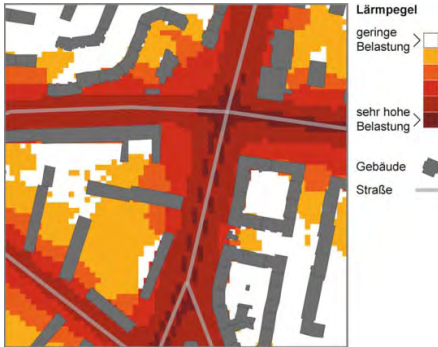 Lärmpegel
geringe
Belastung
sehr hohe
Belastung
Gebäude
Straße